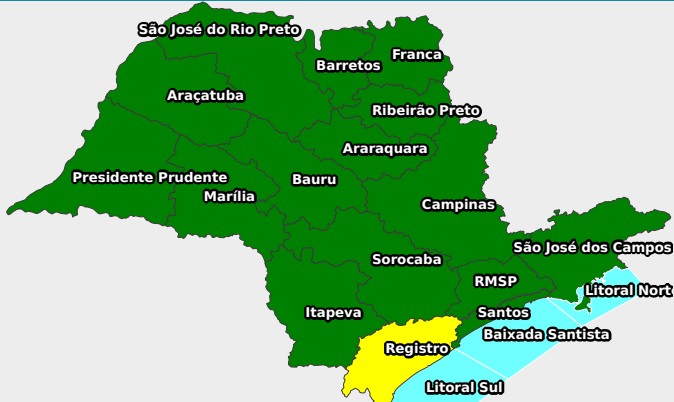 São José do Rio Preto
Franca
Barretos
Araçatuba
Ribeirão Preto
Araraquara
Presidente Prudente
Bauru
Marília
Campinas
São José dos Campos
Sorocaba
RMSP
Litoral Nort
Itapeva
Santos
Baixada Santista
Registro
Litoral Sul